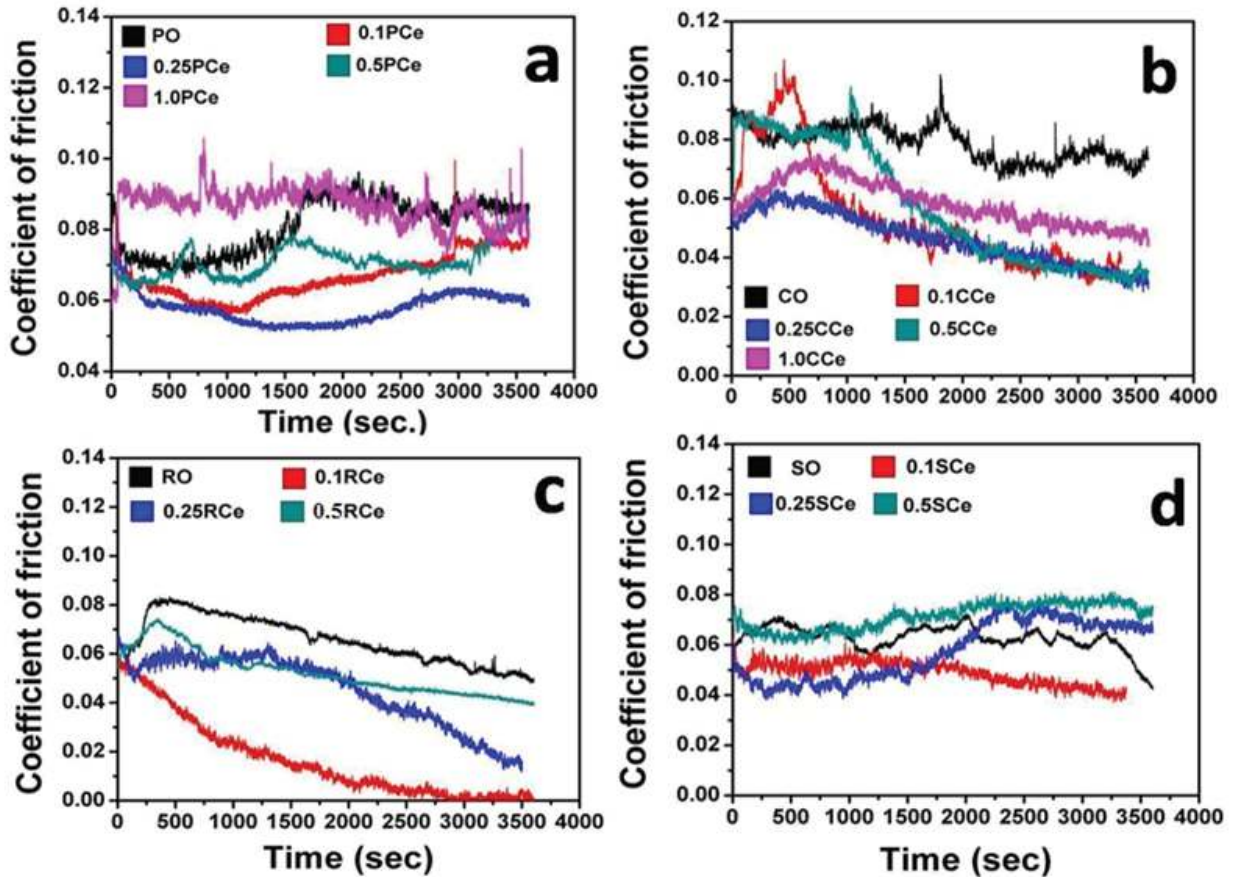 0.14
PO 0.1PCe
0.25PCe 0.5PCe
1.0PCe
a
0.12
0.10
0.08
0.06
0.04
Coefficient of friction
0 500 1000 1500 2000 2500 3000 3500 4000
Time (sec.)
0.12
b
0.10
0.08
0.06
0.04
0.02
0.00
Coefficient of friction
CO 0.1CCe
0.25CCe 0.5CCe
1.0CCe
0 500 1000 1500 2000 2500 3000 3500 4000
Time (sec)
0.14
RO 0.1RCe
0.25RCe 0.5RCe
c
0.12
0.10
0.08
0.06
0.04
0.02
0.00
Coefficient of friction
0 500 1000 1500 2000 2500 3000 3500 4000
Time (sec)
0.14
SO 0.1SCe
0.25SCe 0.5SCe
d
0.12
0.10
0.08
0.06
0.04
0.02
0.00
Coefficient of friction
0 500 1000 1500 2000 2500 3000 3500 4000
Time (sec)